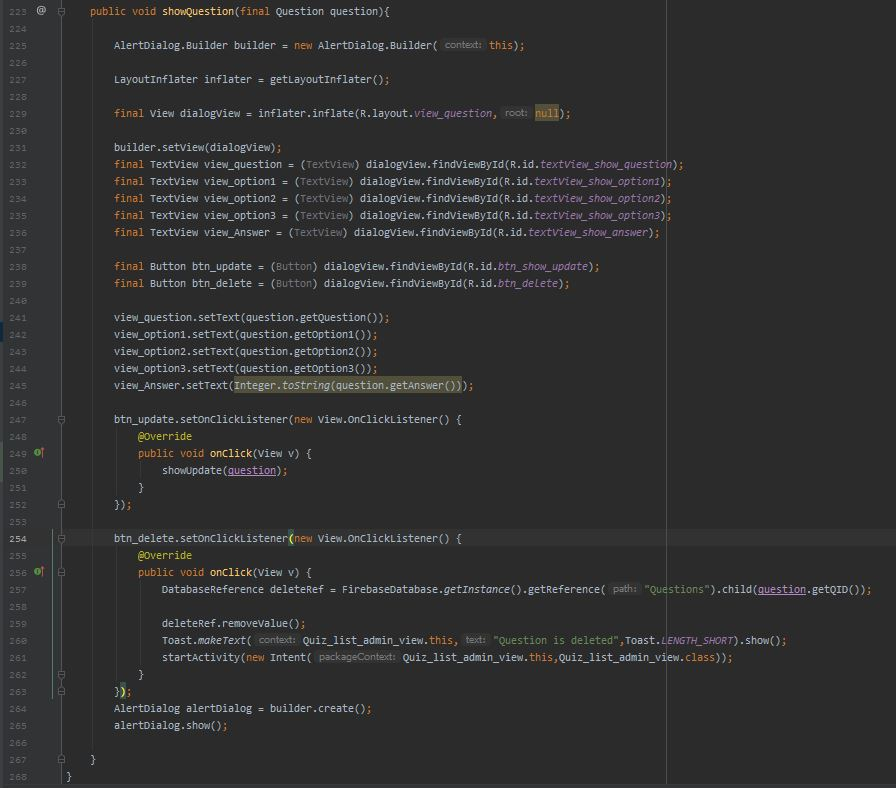 223 @ public void showQuestion(final Question question){
224
225 AlertDialog.Builder builder = new AlertDialog.Builder( context: this);
226
227 LayoutInflater inflater = getLayoutInflater();
228
229 final View dialogView = inflater.inflate(R.layout.view_question, root: null);
230
231 builder.setView(dialogView);
232 final TextView view_question = (TextView) dialogView.findViewById(R.id.textView_show_question);
233 final TextView view_option1 = (TextView) dialogView.findViewById(R.id.textView_show_option1);
234 final TextView view_option2 = (TextView) dialogView.findViewById(R.id.textView_show_option2);
235 final TextView view_option3 = (TextView) dialogView.findViewById(R.id.textView_show_option3);
236 final TextView view_Answer = (TextView) dialogView.findViewById(R.id.textView_show_answer);
237
238 final Button btn_update = (Button) dialogView.findViewById(R.id.btn_show_update);
239 final Button btn_delete = (Button) dialogView.findViewById(R.id.btn_delete);
240
241 view_question.setText(question.getQuestion());
242 view_option1.setText(question.getOption1());
243 view_option2.setText(question.getOption2());
244 view_option3.setText(question.getOption3());
245 view_Answer.setText(Integer.toString(question.getAnswer()));
246
247 btn_update.setOnClickListener(new View.OnClickListener() {
248 @Override
249 public void onClick(View v) {
250 showUpdate(question);
251 }
252 });
253
254 btn_delete.setOnClickListener(new View.OnClickListener() {
255 @Override
256 public void onClick(View v) {
257 DatabaseReference deleteRef = FirebaseDatabase.getInstance().getReference( path: "Questions").child(question.getQID());
258
259 deleteRef.removeValue();
260 Toast.makeText( context: Quiz_list_admin_view.this, text: "Question is deleted",Toast.LENGTH_SHORT).show();
261 startActivity(new Intent( packageContext: Quiz_list_admin_view.this,Quiz_list_admin_view.class));
262 }
263 });
264 AlertDialog alertDialog = builder.create();
265 alertDialog.show();
266
267 }
268 }